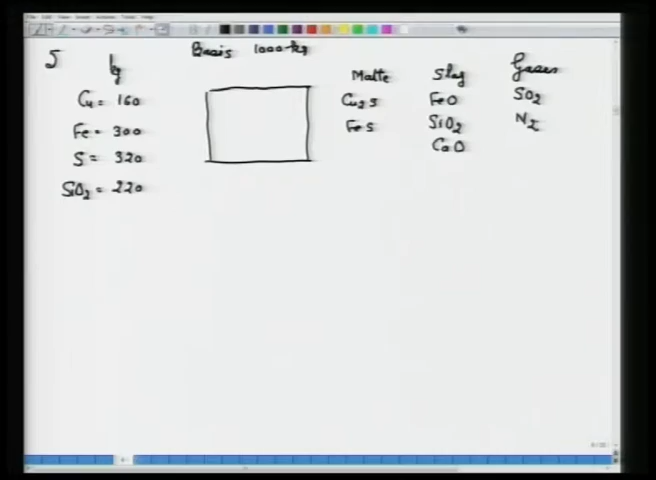 5
kg
Basis 1000 kg
Cu = 160
Fe = 300
S = 320
SiO2 = 220
Matte
Cu2S
FeS
Slag
FeO
SiO2
CaO
Gases
SO2
N2